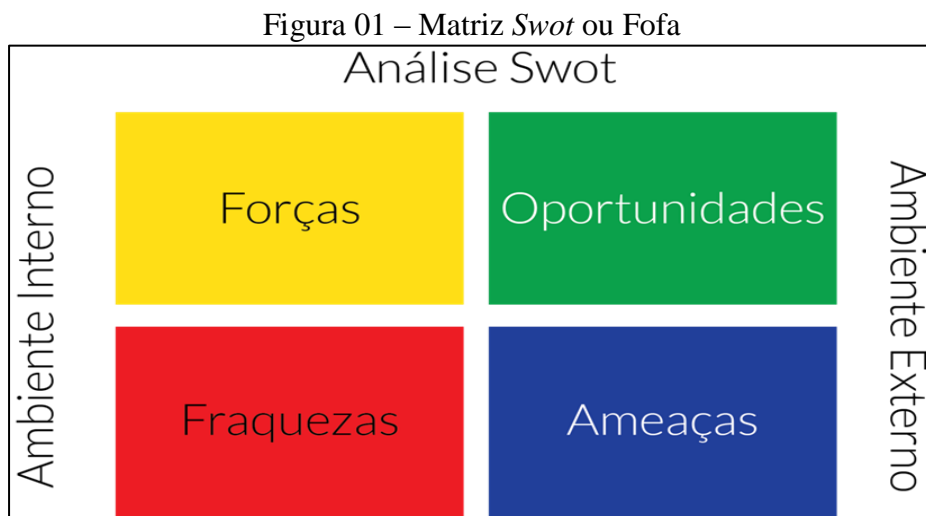 Figura 01 – Matriz Swot ou Fofa
Análise Swot
Ambiente Interno
Forças
Oportunidades
Fraquezas
Ameaças
Ambiente Externo